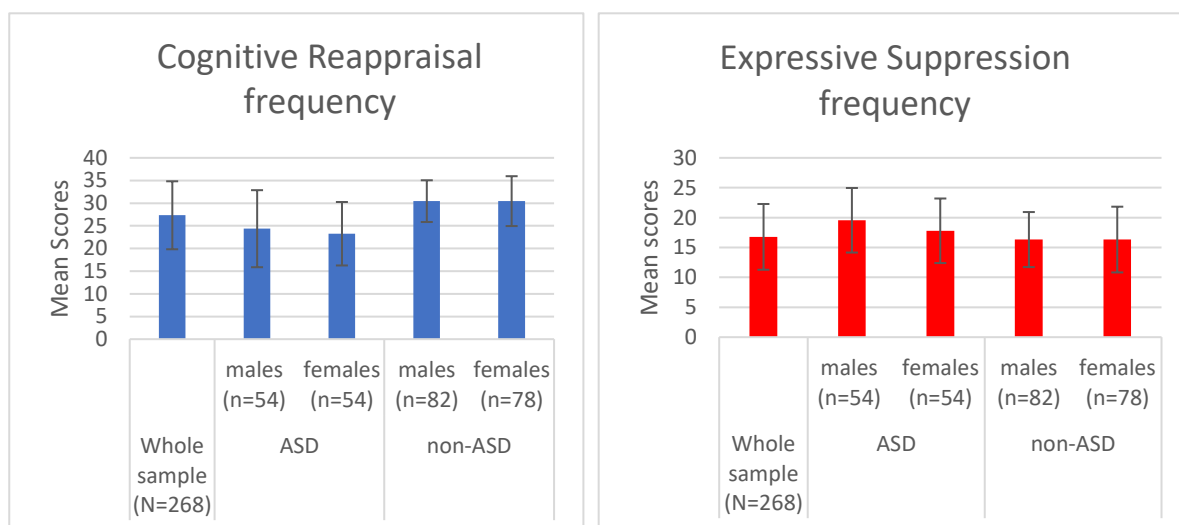 Cognitive Reappraisal
frequency
Mean Scores
40
35
30
25
20
15
10
5
0
males
(n=54)
females
(n=54)
males
(n=82)
females
(n=78)
Whole
sample
(N=268)
ASD
non-ASD
Expressive Suppression
frequency
Mean scores
30
25
20
15
10
5
0
males
(n=54)
females
(n=54)
males
(n=82)
females
(n=78)
Whole
sample
(N=268)
ASD
non-ASD